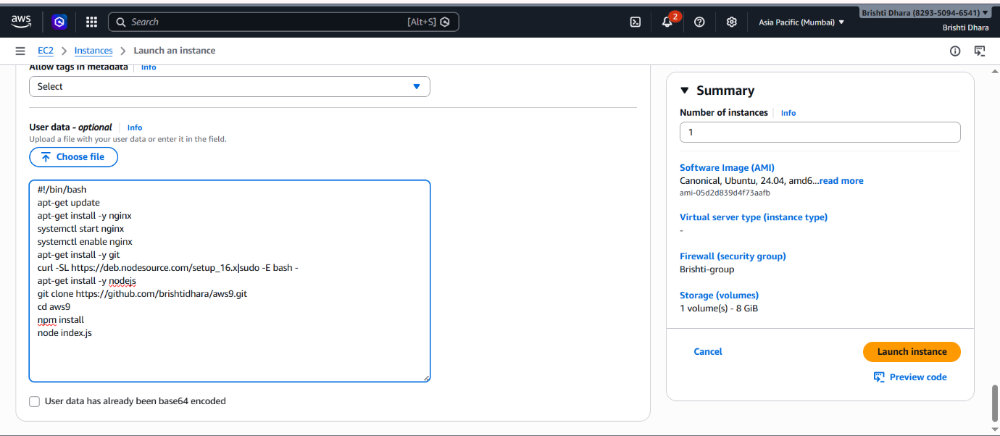 aws
Search
[Alt+S]
2
Asia Pacific (Mumbai)
Brishti Dhara (8293-5094-6541)
Brishti Dhara
EC2
Instances
Launch an instance
Allow tags in metadata
Info
Select
User data - optional
Info
Upload a file with your user data or enter it in the field.
Choose file
#!/bin/bash
apt-get update
apt-get install -y nginx
systemctl start nginx
systemctl enable nginx
apt-get install -y git
curl -SL https://deb.nodesource.com/setup_16.x|sudo -E bash -
apt-get install -y nodejs
git clone https://github.com/brishtidhara/aws9.git
cd aws9
npm install
node index.js
User data has already been base64 encoded
Summary
Number of instances
Info
1
Software Image (AMI)
Canonical, Ubuntu, 24.04, amd6...read more
ami-05d2d839d4f73aafb
Virtual server type (instance type)
-
Firewall (security group)
Brishti-group
Storage (volumes)
1 volume(s) - 8 GiB
Cancel
Launch instance
Preview code